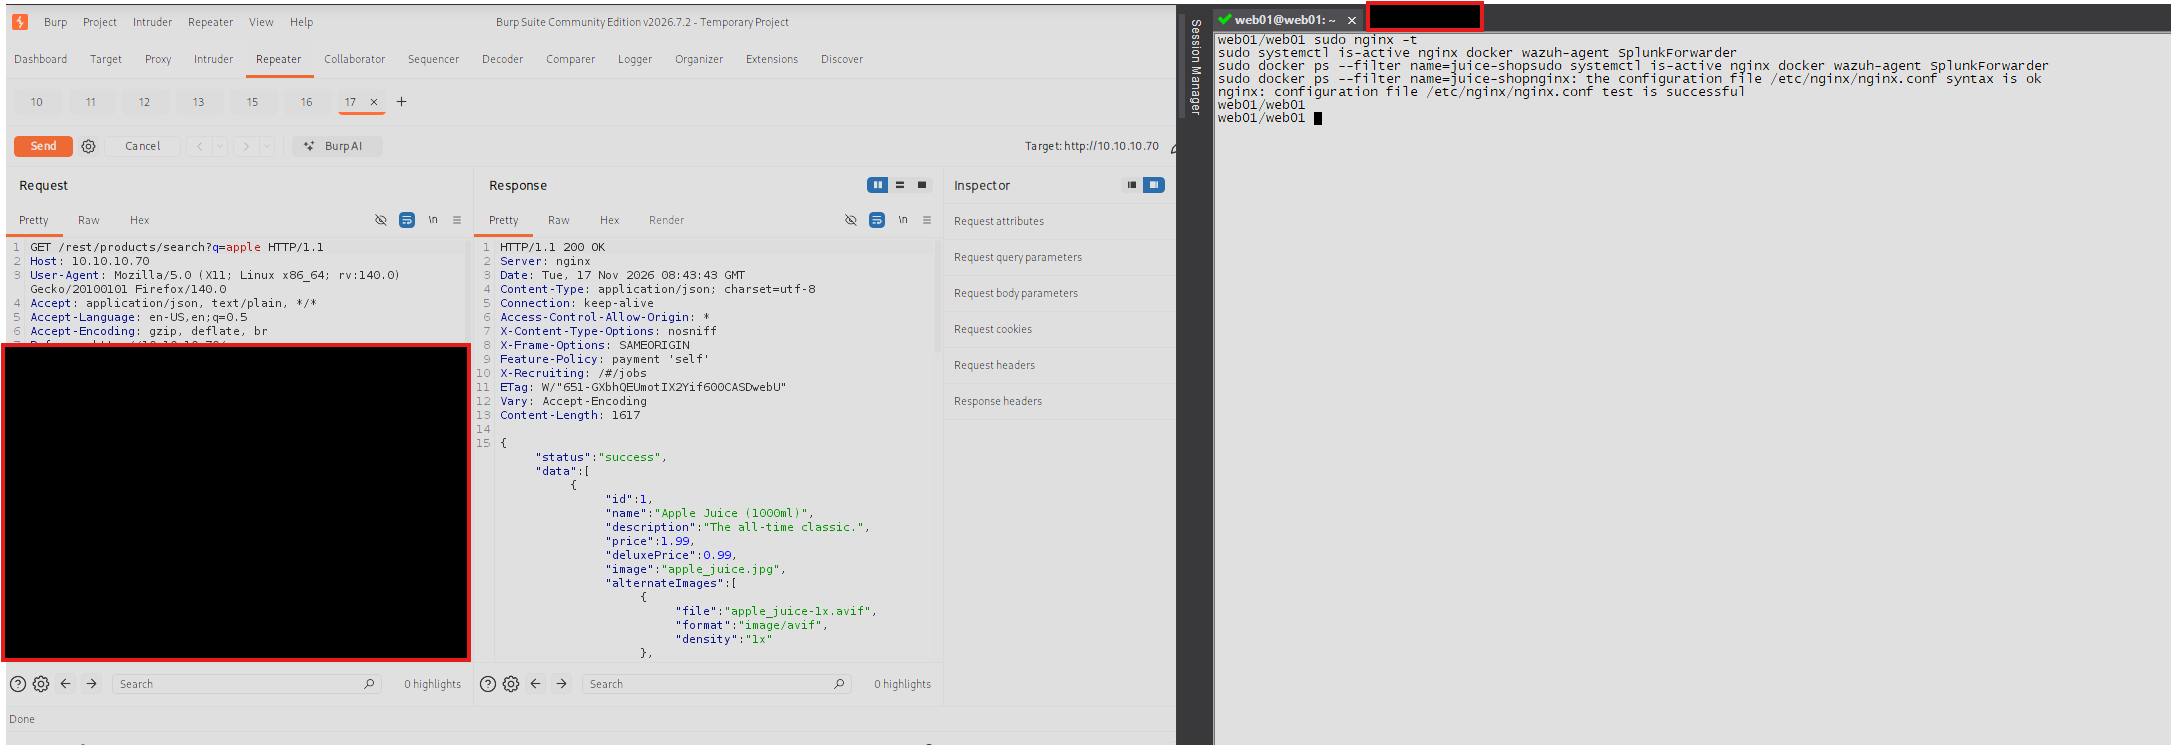 Burp Project Intruder Repeater View Help
Burp Suite Community Edition v2026.7.2 - Temporary Project
Dashboard Target Proxy Intruder Repeater Collaborator Sequencer Decoder Comparer Logger Organizer Extensions Discover
10 11 12 13 15 16 17 × +
Send Cancel < > Burp AI
Target: http://10.10.10.70
Request
Pretty Raw Hex
\n
1 GET /rest/products/search?q=apple HTTP/1.1
2 Host: 10.10.10.70
3 User-Agent: Mozilla/5.0 (X11; Linux x86_64; rv:140.0)
Gecko/20100101 Firefox/140.0
4 Accept: application/json, text/plain, */*
5 Accept-Language: en-US,en;q=0.5
6 Accept-Encoding: gzip, deflate, br
Search
0 highlights
Response
Pretty Raw Hex Render
\n
1 HTTP/1.1 200 OK
2 Server: nginx
3 Date: Tue, 17 Nov 2026 08:43:43 GMT
4 Content-Type: application/json; charset=utf-8
5 Connection: keep-alive
6 Access-Control-Allow-Origin: *
7 X-Content-Type-Options: nosniff
8 X-Frame-Options: SAMEORIGIN
9 Feature-Policy: payment 'self'
10 X-Recruiting: /#/jobs
11 ETag: W/"651-GXbhQEUmotIX2Yif600CASDwebU"
12 Vary: Accept-Encoding
13 Content-Length: 1617
14
15 {
"status":"success",
"data":[
{
"id":1,
"name":"Apple Juice (1000ml)",
"description":"The all-time classic.",
"price":1.99,
"deluxePrice":0.99,
"image":"apple_juice.jpg",
"alternateImages":[
{
"file":"apple_juice-1x.avif",
"format":"image/avif",
"density":"1x"
},
Search
0 highlights
Inspector
Request attributes
Request query parameters
Request body parameters
Request cookies
Request headers
Response headers
Done
Session Manager
web01@web01: ~ ×
web01/web01 sudo nginx -t
sudo systemctl is-active nginx docker wazuh-agent SplunkForwarder
sudo docker ps --filter name=juice-shopsudo systemctl is-active nginx docker wazuh-agent SplunkForwarder
sudo docker ps --filter name=juice-shopnginx: the configuration file /etc/nginx/nginx.conf syntax is ok
nginx: configuration file /etc/nginx/nginx.conf test is successful
web01/web01
web01/web01